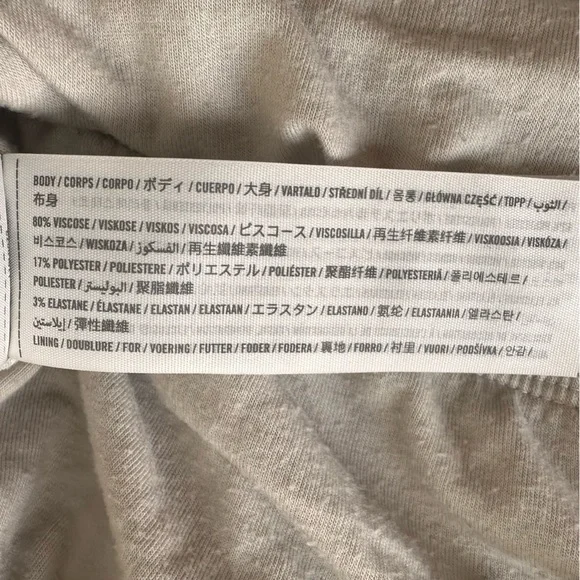 BODY / CORPS / CORPO / ボディ / CUERPO / 大身 / VARTALO / STŘEDNÍ DÍL / 몸통 / GŁÓWNA CZĘŚĆ / TOPP / الثوب /
布身
80% VISCOSE / VISKOSE / VISKOS / VISCOSA / ビスコース / VISCOSILLA / 再生纤维素纤维 / VISKOOSIA / VISKÓZA /
비스코스 / WISKOZA / الفسكوز / 再生纖維素纖維
17% POLYESTER / POLIESTERE / ポリエステル / POLIÉSTER / 聚酯纤维 / POLYESTERIÄ / 폴리에스테르 /
POLIESTER / البوليستر / 聚脂纖維
3% ELASTANE / ÉLASTANE / ELASTAN / ELASTAAN / エラスタン / ELASTANO / 氨纶 / ELASTAANIA / 엘라스탄 /
إيلاستين / 彈性纖維
LINING / DOUBLURE / FOR / VOERING / FUTTER / FODER / FODERA / 裏地 / FORRO / 衬里 / VUORI / PODŠÍVKA / 안감 /